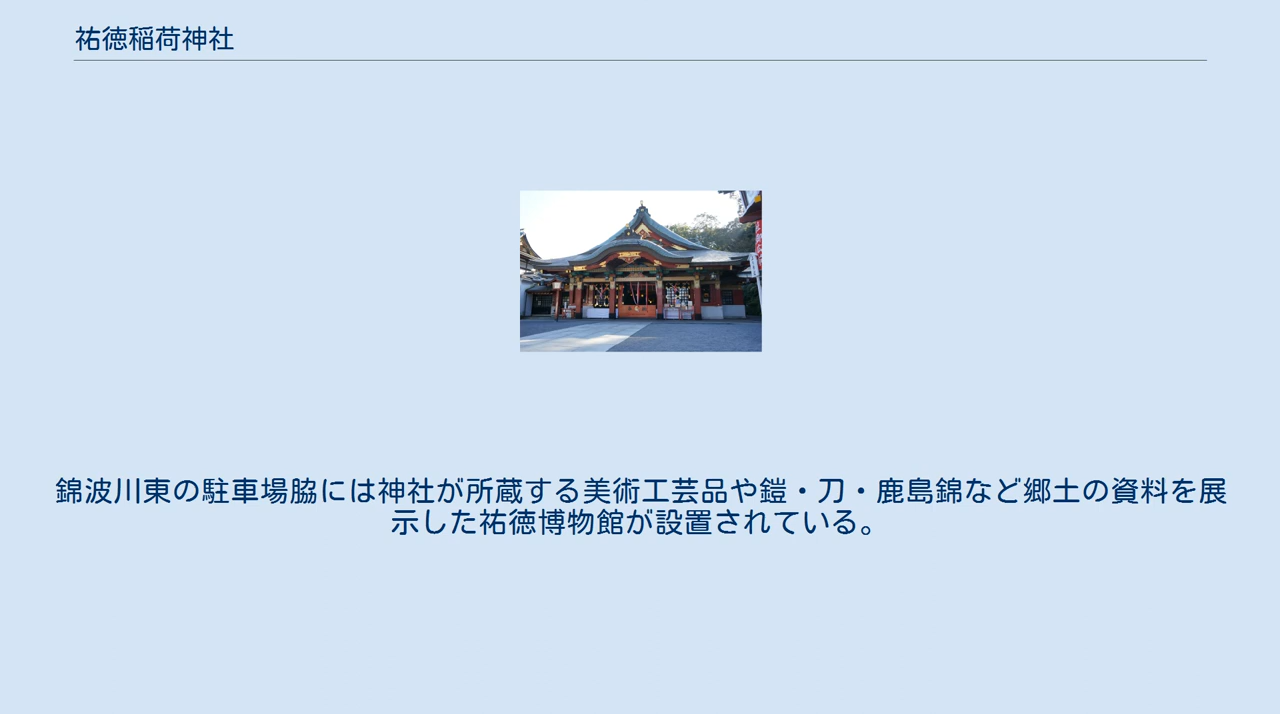 祐徳稲荷神社
錦波川東の駐車場脇には神社が所蔵する美術工芸品や鎧・刀・鹿島錦など郷土の資料を展
示した祐徳博物館が設置されている。